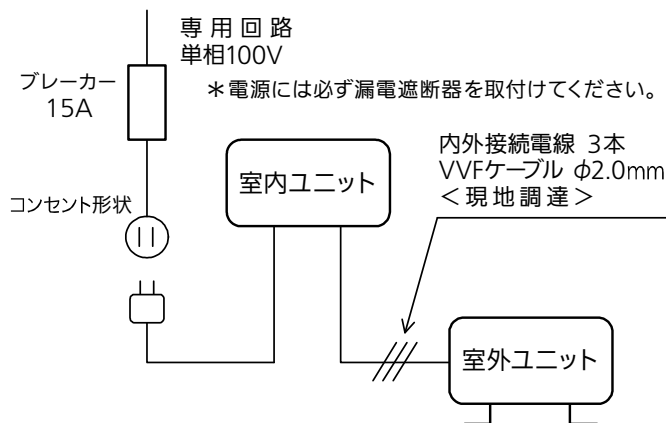 専用回路
単相100V
ブレーカー
15A
＊電源には必ず漏電遮断器を取付けてください。
内外接続電線 3本
VVFケーブル φ2.0mm
＜現地調達＞
室内ユニット
コンセント形状
室外ユニット